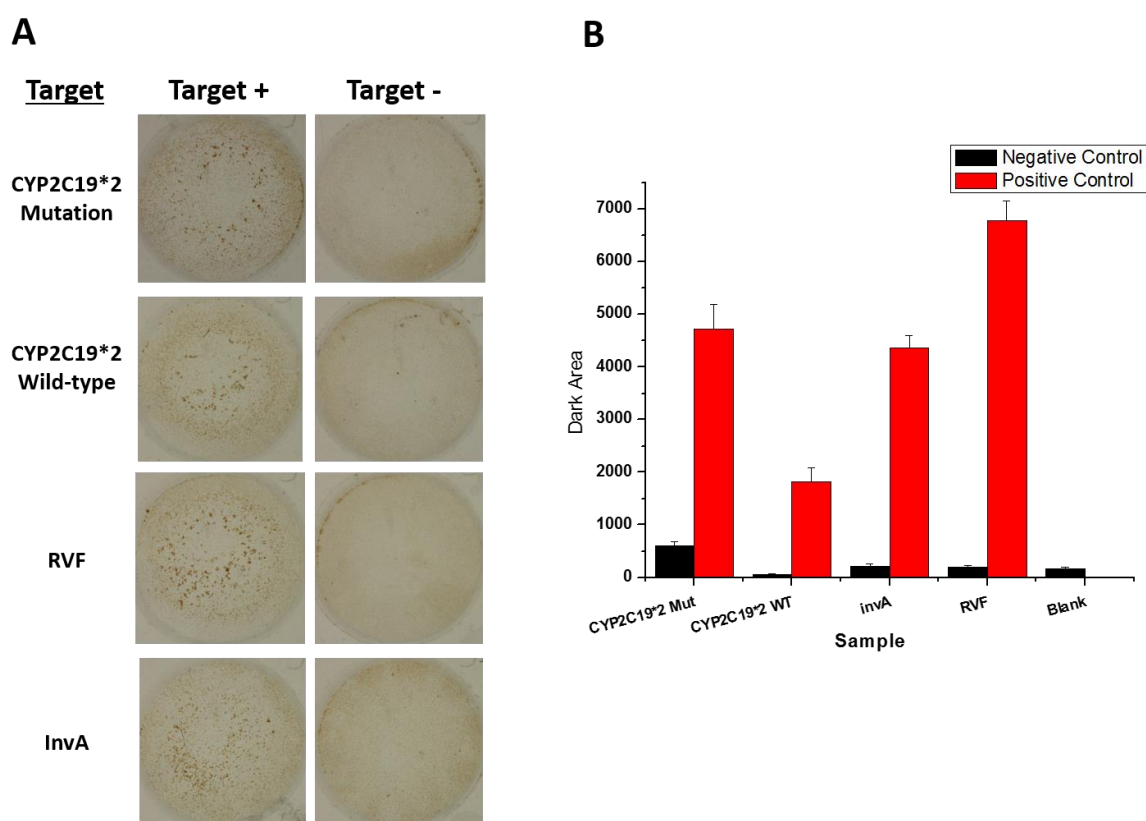 A
Target
Target +
Target -
CYP2C19*2
Mutation
CYP2C19*2
Wild-type
RVF
InvA
B
Negative Control
Positive Control
7000
6000
5000
4000
3000
2000
1000
0
Dark Area
CYP2C19*2 Mut
CYP2C19*2 WT
invA
RVF
Blank
Sample